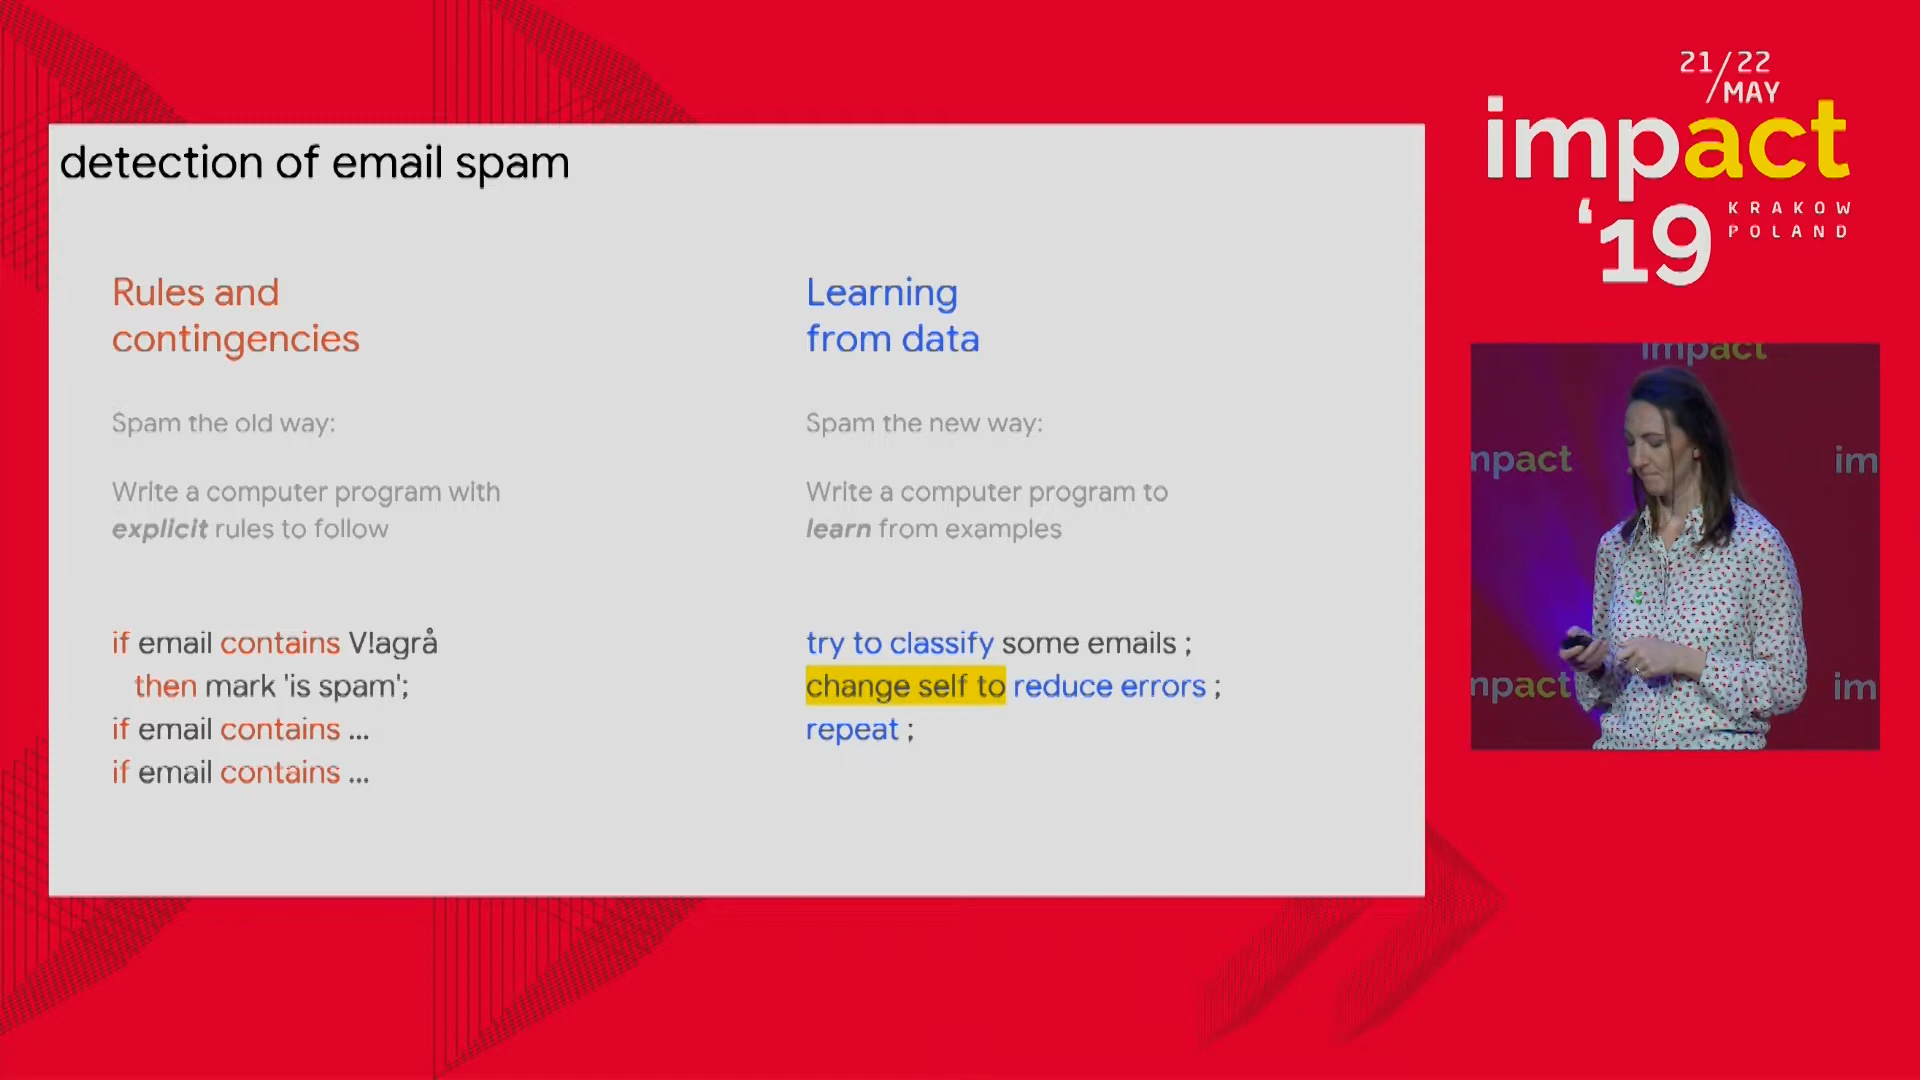 detection of email spam
Rules and
contingencies
Spam the old way:
Write a computer program with
explicit rules to follow
if email contains V!agrå
then mark 'is spam';
if email contains ...
if email contains ...
Learning
from data
Spam the new way:
Write a computer program to
learn from examples
try to classify some emails ;
change self to reduce errors ;
repeat ;
21/22
/MAY
impact
'19
KRAKOW
POLAND
impact
npact
im
npact
im